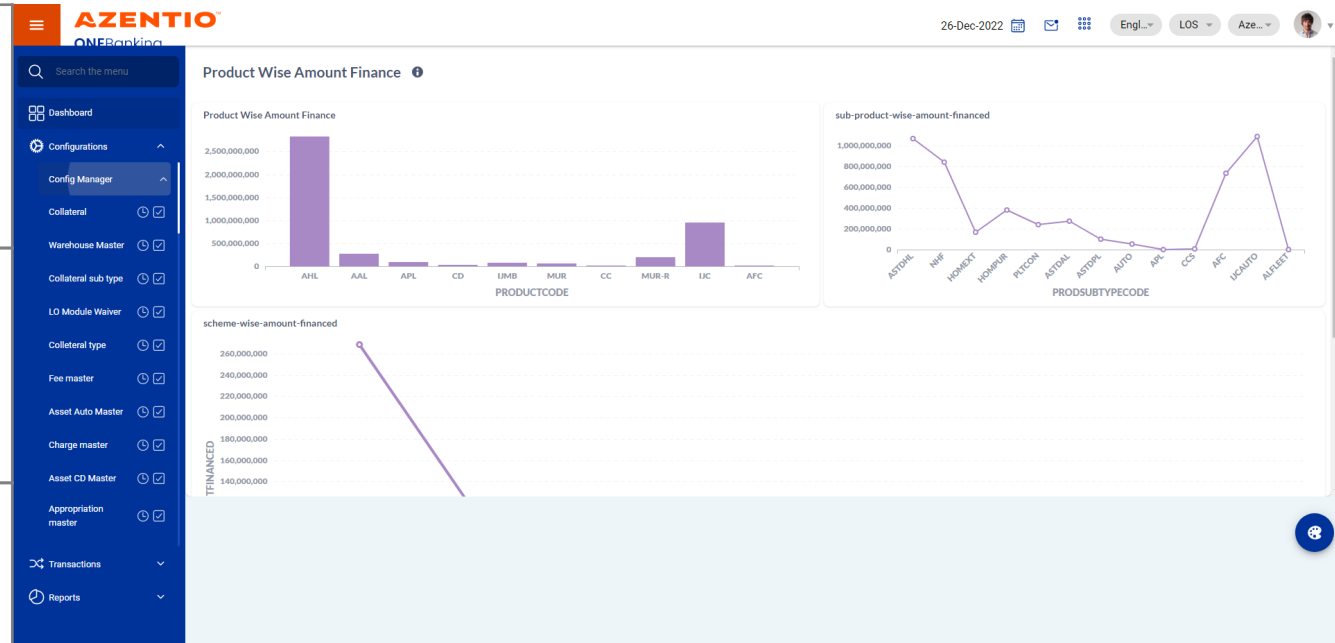 AZENTIO
ONEBanking
26-Dec-2022
Engl...
LOS
Aze...
Search the menu
Dashboard
Configurations
Config Manager
Collateral
Warehouse Master
Collateral sub type
LO Module Waiver
Colleteral type
Fee master
Asset Auto Master
Charge master
Asset CD Master
Appropriation
master
Transactions
Reports
Product Wise Amount Finance
Product Wise Amount Finance
2,500,000,000
2,000,000,000
1,500,000,000
1,000,000,000
500,000,000
0
AHL AAL APL CD IJMB MUR CC MUR-R IJC AFC
PRODUCTCODE
sub-product-wise-amount-financed
1,000,000,000
800,000,000
600,000,000
400,000,000
200,000,000
0
ASTDHL NHF HOMEXT HOMPUR PLTCON ASTDAL ASTDPL AUTO APL CCS AFC IJCAUTO ALFLEET
PRODSUBTYPECODE
scheme-wise-amount-financed
260,000,000
240,000,000
220,000,000
200,000,000
180,000,000
160,000,000
140,000,000
TFINANCED